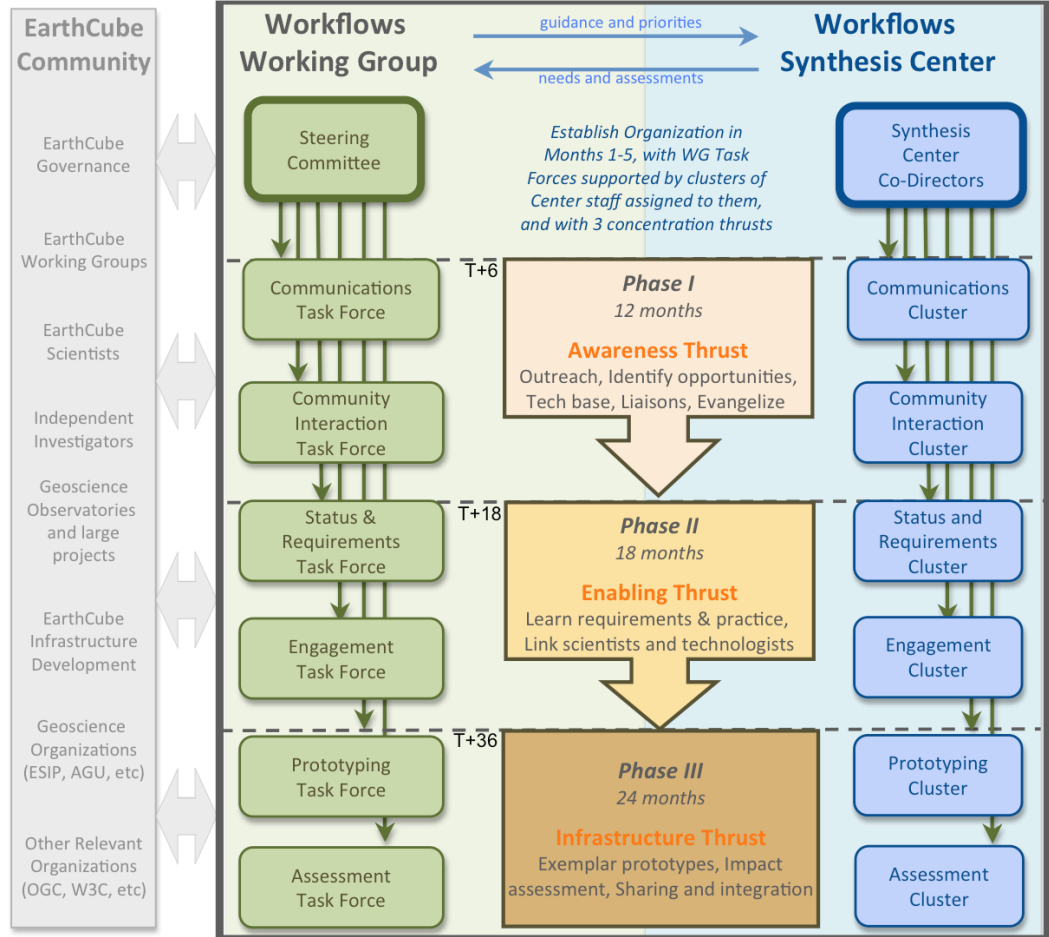 EarthCube
Community
EarthCube
Governance
EarthCube
Working Groups
EarthCube
Scientists
Independent
Investigators
Geoscience
Observatories
and large
projects
EarthCube
Infrastructure
Development
Geoscience
Organizations
(ESIP, AGU, etc)
Other Relevant
Organizations
(OGC, W3C, etc)
Workflows
Working Group
guidance and priorities
needs and assessments
Workflows
Synthesis Center
Steering
Committee
Establish Organization in
Months 1-5, with WG Task
Forces supported by clusters of
Center staff assigned to them,
and with 3 concentration thrusts
Synthesis
Center
Co-Directors
T+6
Communications
Task Force
Community
Interaction
Task Force
Phase I
12 months
Awareness Thrust
Outreach, Identify opportunities,
Tech base, Liaisons, Evangelize
Communications
Cluster
Community
Interaction Cluster
T+18
Status &
Requirements
Task Force
Engagement
Task Force
Phase II
18 months
Enabling Thrust
Learn requirements & practice,
Link scientists and technologists
Status and
Requirements
Cluster
Engagement
Cluster
T+36
Prototyping
Task Force
Assessment
Task Force
Phase III
24 months
Infrastructure Thrust
Exemplar prototypes, Impact
assessment, Sharing and integration
Prototyping
Cluster
Assessment
Cluster